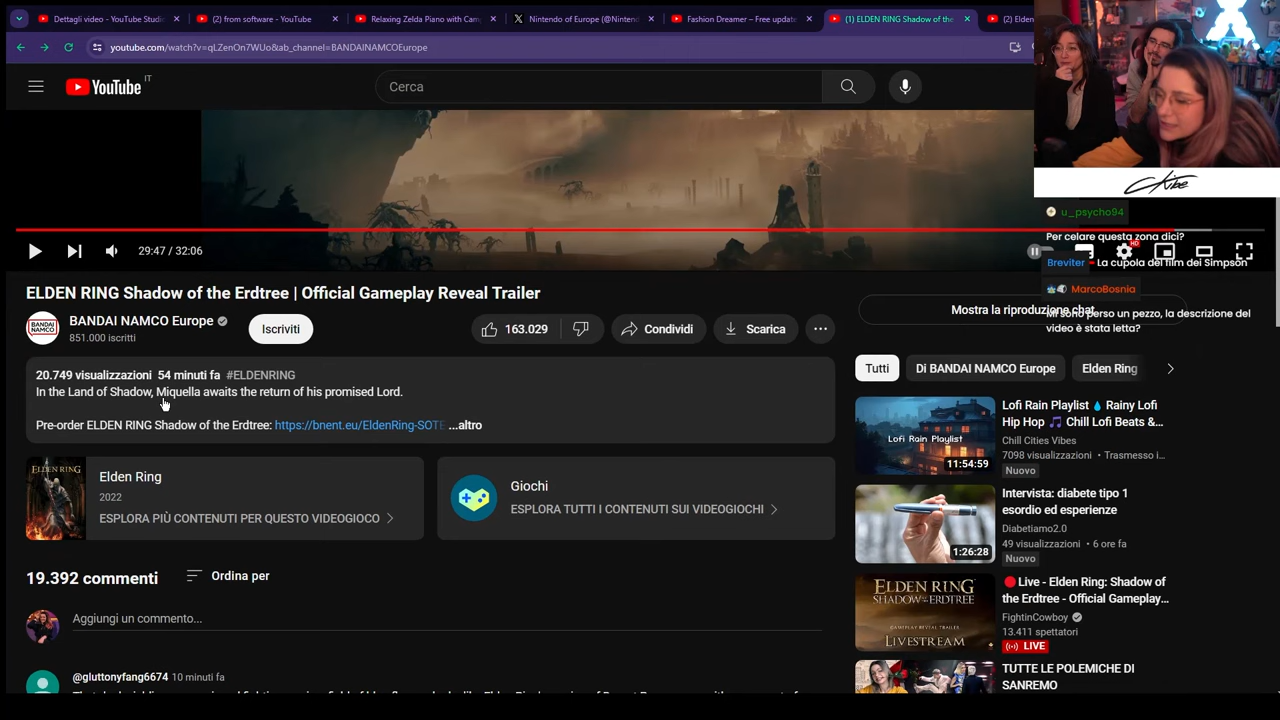 Dettagli video - YouTube Studi
(2) from software - YouTube
Relaxing Zelda Piano with Cam
Nintendo of Europe (@Ninten
Fashion Dreamer – Free updat
(1) ELDEN RING Shadow of the
(2) Elden
youtube.com/watch?v=qLZenOn7WUo&ab_channel=BANDAINAMCOEurope
YouTube IT
Cerca
29:47 / 32:06
HD
ELDEN RING Shadow of the Erdtree | Official Gameplay Reveal Trailer
BANDAI NAMCO
BANDAI NAMCO Europe
851.000 iscritti
Iscriviti
163.029
Condividi
Scarica
20.749 visualizzazioni 54 minuti fa #ELDENRING
In the Land of Shadow, Miquella awaits the return of his promised Lord.
Pre-order ELDEN RING Shadow of the Erdtree: https://bnent.eu/EldenRing-SOTE ...altro
ELDEN RING
Elden Ring
2022
ESPLORA PIÙ CONTENUTI PER QUESTO VIDEOGIOCO
Giochi
ESPLORA TUTTI I CONTENUTI SUI VIDEOGIOCHI
19.392 commenti
Ordina per
Aggiungi un commento...
@gluttonyfang6674 10 minuti fa
u_psycho94
Per celare questa zona dici?
Breviter La cupola del film dei Simpson
MarcoBosnia
Mi sono perso un pezzo, la descrizione del
video è stata letta?
Mostra la riproduzione chat
Tutti
Di BANDAI NAMCO Europe
Elden Ring
Lofi Rain Playlist
11:54:59
Lofi Rain Playlist 💧 Rainy Lofi
Hip Hop 🎵 Chill Lofi Beats &...
Chill Cities Vibes
7098 visualizzazioni • Trasmesso i...
Nuovo
1:26:28
Intervista: diabete tipo 1
esordio ed esperienze
Diabetiamo2.0
49 visualizzazioni • 6 ore fa
Nuovo
ELDEN RING
SHADOW OF THE ERDTREE
GAMEPLAY REVEAL TRAILER
LIVESTREAM
🔴Live - Elden Ring: Shadow of
the Erdtree - Official Gameplay...
FightinCowboy
13.411 spettatori
LIVE
TUTTE LE POLEMICHE DI
SANREMO